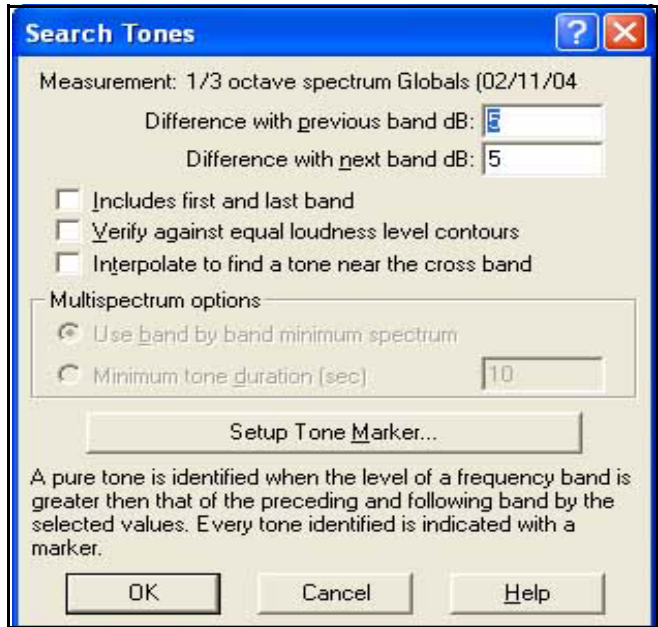 Search Tones
Measurement: 1/3 octave spectrum Globals (02/11/04
Difference with previous band dB: 5
Difference with next band dB: 5
Includes first and last band
Verify against equal loudness level contours
Interpolate to find a tone near the cross band
Multispectrum options
Use band by band minimum spectrum
Minimum tone duration (sec) 10
Setup Tone Marker...
A pure tone is identified when the level of a frequency band is
greater then that of the preceding and following band by the
selected values. Every tone identified is indicated with a
marker.
OK Cancel Help